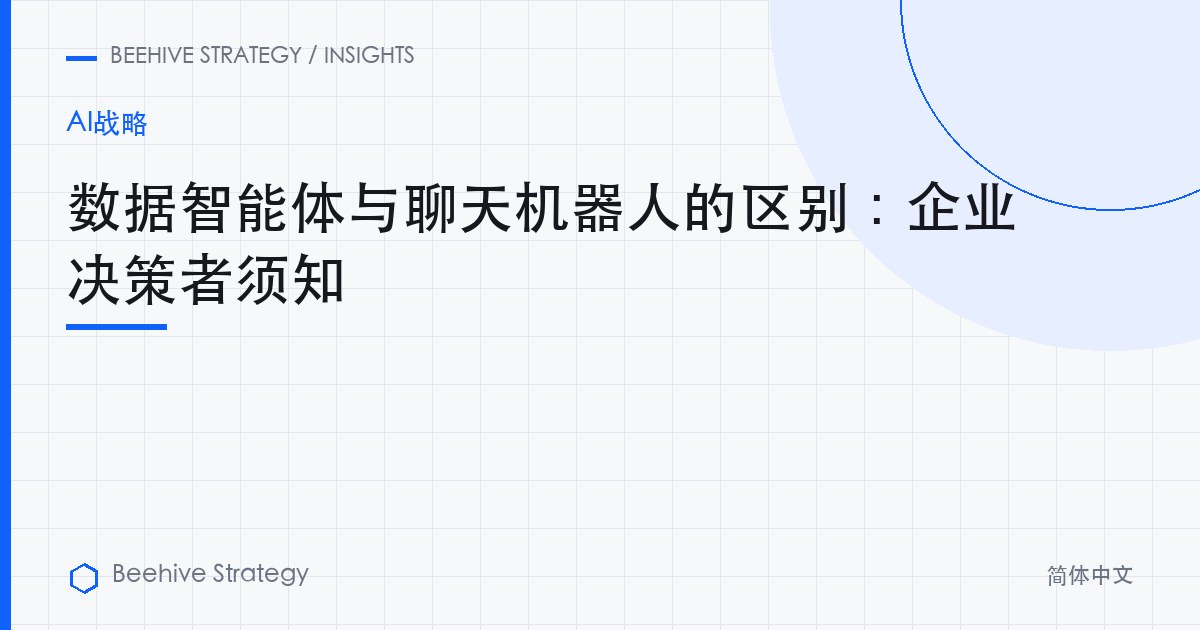 BEEHIVE STRATEGY / INSIGHTS
AI战略
数据智能体与聊天机器人的区别：企业
决策者须知
Beehive Strategy
简体中文